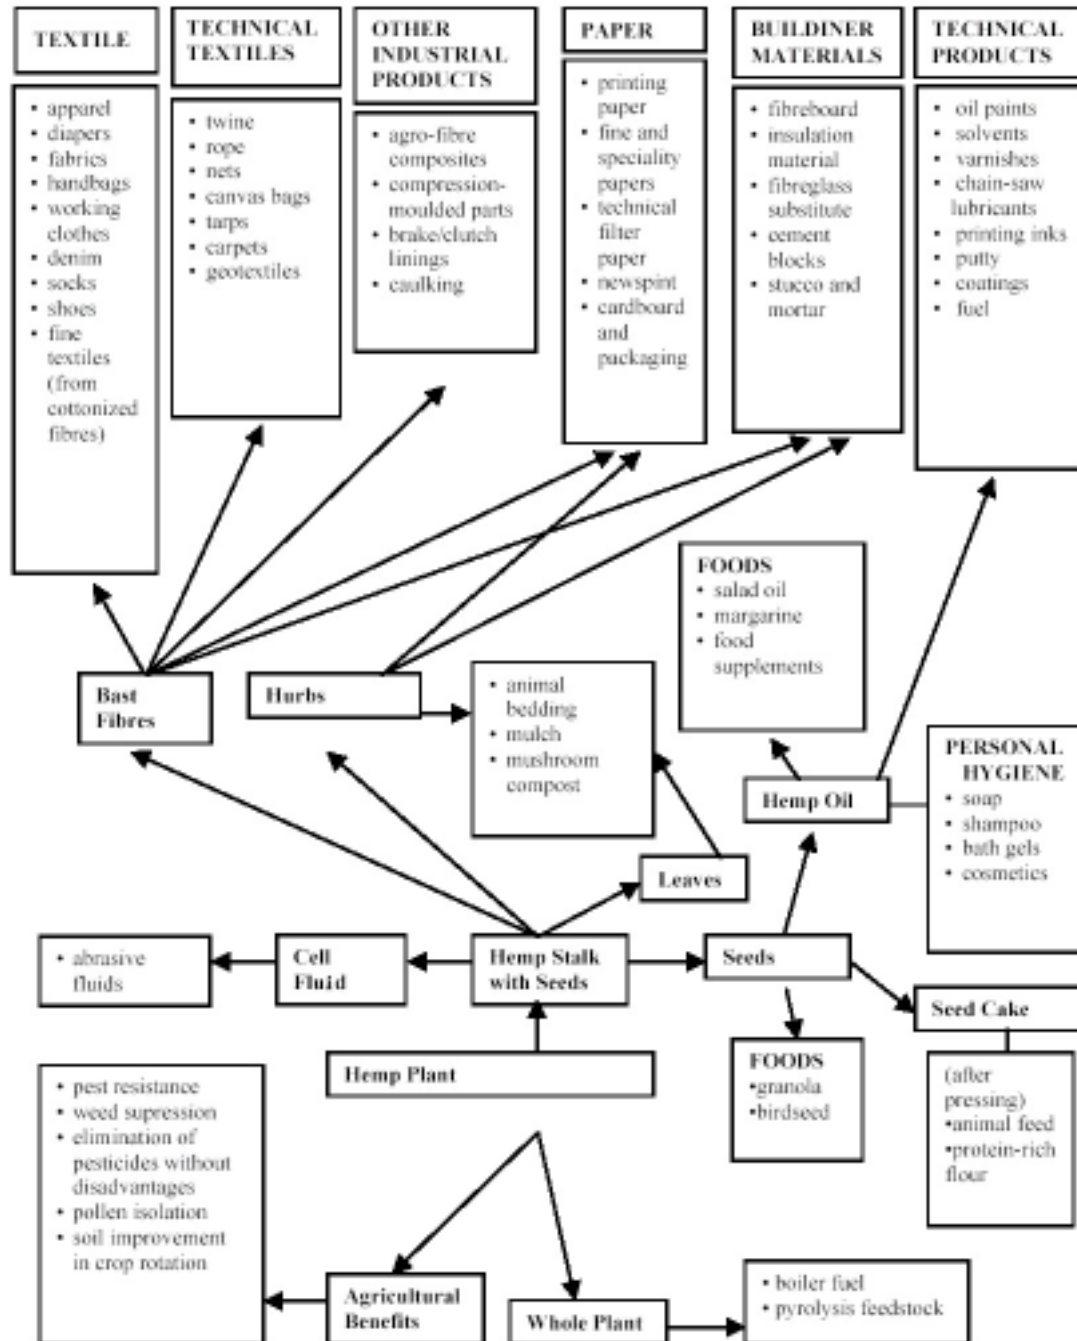 TEXTILE
• apparel
• diapers
• fabrics
• handbags
• working
clothes
• denim
• socks
• shoes
• fine
textiles
(from
cottonized
fibres)
TECHNICAL
TEXTILES
• twine
• rope
• nets
• canvas bags
• tarps
• carpets
• geotextiles
OTHER
INDUSTRIAL
PRODUCTS
• agro-fibre
composites
• compression-
moulded parts
• brake/clutch
linings
• caulking
PAPER
• printing
paper
• fine and
speciality
papers
• technical
filter
paper
• newspint
• cardboard
and
packaging
BUILDINER
MATERIALS
• fibreboard
• insulation
material
• fibreglass
substitute
• cement
blocks
• stucco and
mortar
TECHNICAL
PRODUCTS
• oil paints
• solvents
• varnishes
• chain-saw
lubricants
• printing inks
• putty
• coatings
• fuel
FOODS
• salad oil
• margarine
• food
supplements
Bast
Fibres
Hurbs
• animal
bedding
• mulch
• mushroom
compost
Hemp Oil
PERSONAL
HYGIENE
• soap
• shampoo
• bath gels
• cosmetics
Leaves
• abrasive
fluids
Cell
Fluid
Hemp Stalk
with Seeds
Seeds
Seed Cake
Hemp Plant
FOODS
•granola
•birdseed
(after
pressing)
•animal feed
•protein-rich
flour
• pest resistance
• weed supression
• elimination of
pesticides without
disadvantages
• pollen isolation
• soil improvement
in crop rotation
Agricultural
Benefits
Whole Plant
• boiler fuel
• pyrolysis feedstock